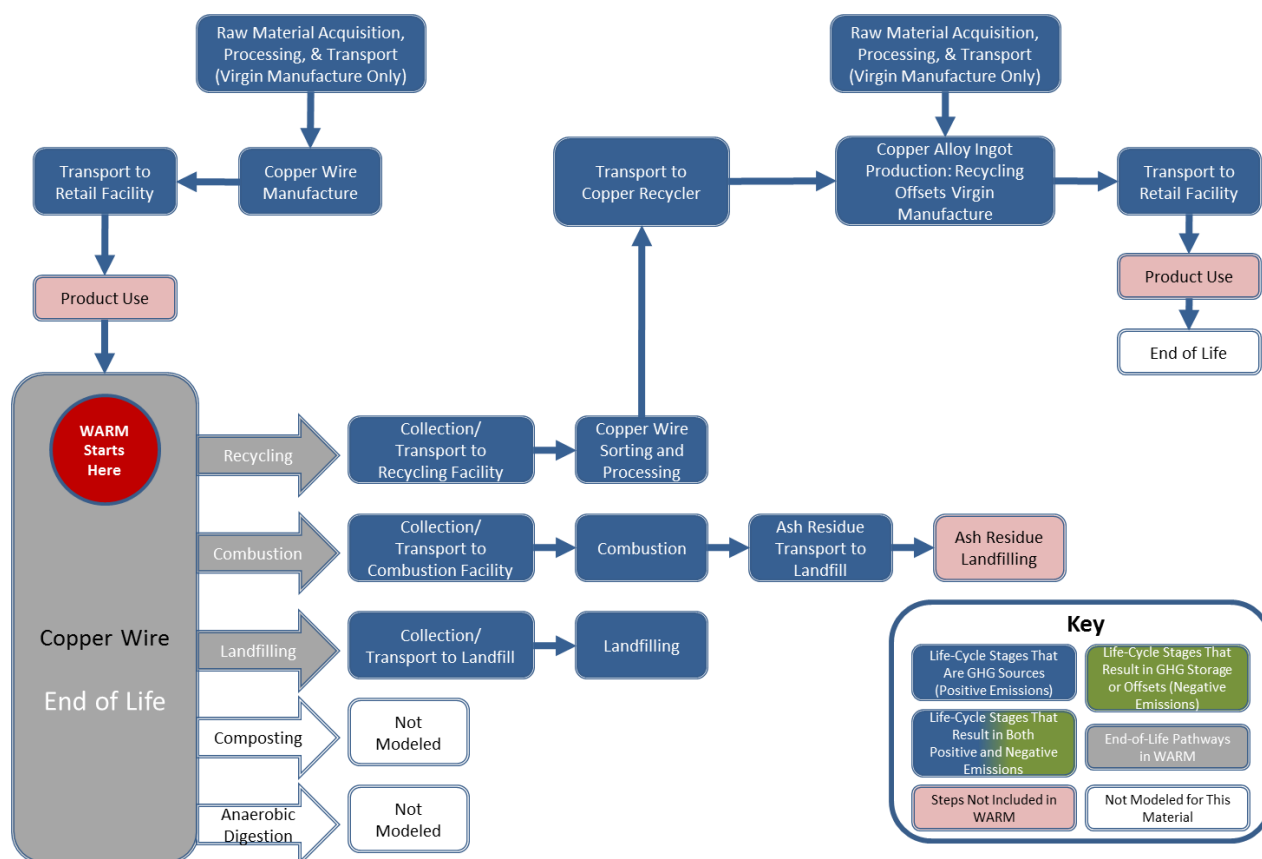 Raw Material Acquisition,
Processing, & Transport
(Virgin Manufacture Only)
Raw Material Acquisition,
Processing, & Transport
(Virgin Manufacture Only)
Transport to
Retail Facility
Copper Wire
Manufacture
Transport to
Copper Recycler
Copper Alloy Ingot
Production: Recycling
Offsets Virgin
Manufacture
Transport to
Retail Facility
Product Use
Product Use
End of Life
WARM
Starts
Here
Copper Wire
End of Life
Recycling
Collection/
Transport to
Recycling Facility
Copper Wire
Sorting and
Processing
Combustion
Collection/
Transport to
Combustion Facility
Combustion
Ash Residue
Transport to
Landfill
Ash Residue
Landfilling
Landfilling
Collection/
Transport to Landfill
Landfilling
Composting
Not
Modeled
Anaerobic
Digestion
Not
Modeled
Key
Life-Cycle Stages That
Are GHG Sources
(Positive Emissions)
Life-Cycle Stages That
Result in GHG Storage
or Offsets (Negative
Emissions)
Life-Cycle Stages That
Result in Both
Positive and Negative
Emissions
End-of-Life Pathways
in WARM
Steps Not Included in
WARM
Not Modeled for This
Material